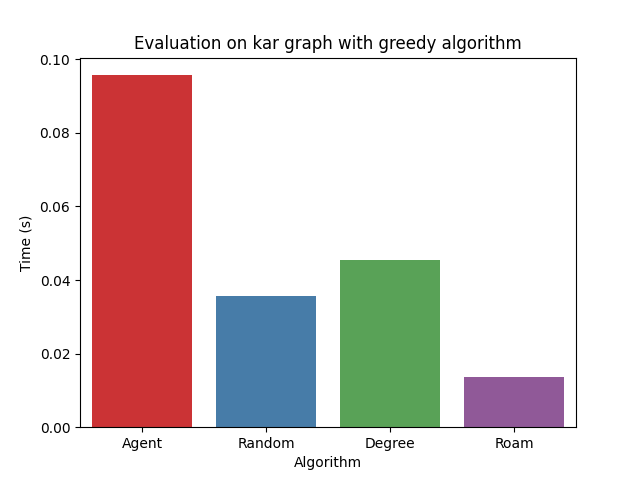 Evaluation on kar graph with greedy algorithm
0.10
0.08
0.06
0.04
0.02
0.00
Time (s)
Agent
Random
Degree
Roam
Algorithm